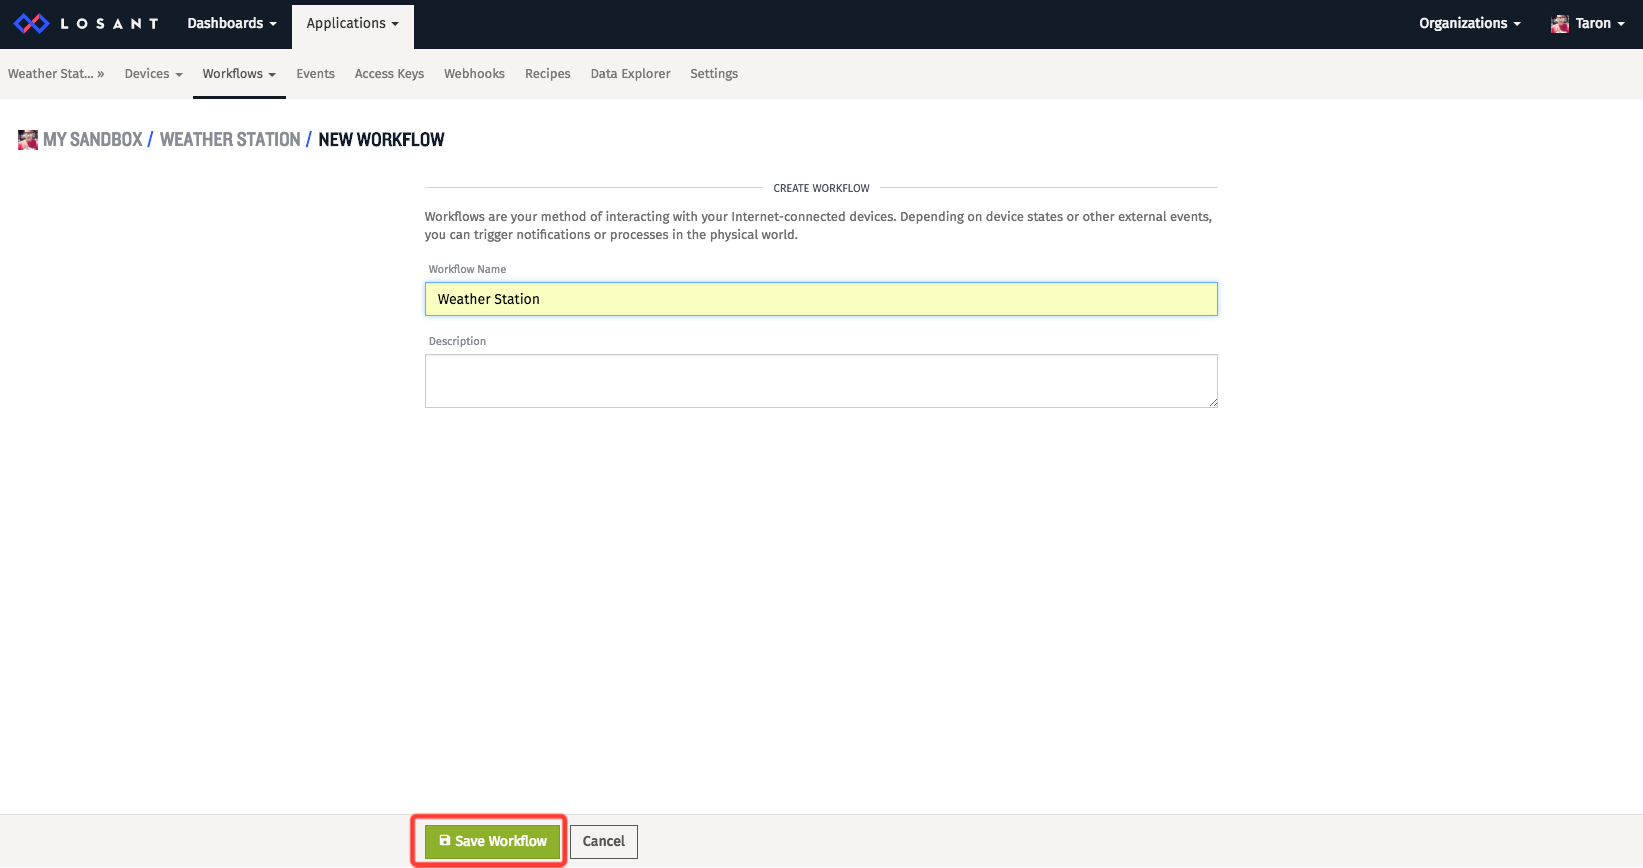 LOSANT Dashboards Applications Organizations Taron
Weather Stat... » Devices Workflows Events Access Keys Webhooks Recipes Data Explorer Settings
MY SANDBOX / WEATHER STATION / NEW WORKFLOW
CREATE WORKFLOW
Workflows are your method of interacting with your Internet-connected devices. Depending on device states or other external events,
you can trigger notifications or processes in the physical world.
Workflow Name
Weather Station
Description
Save Workflow Cancel